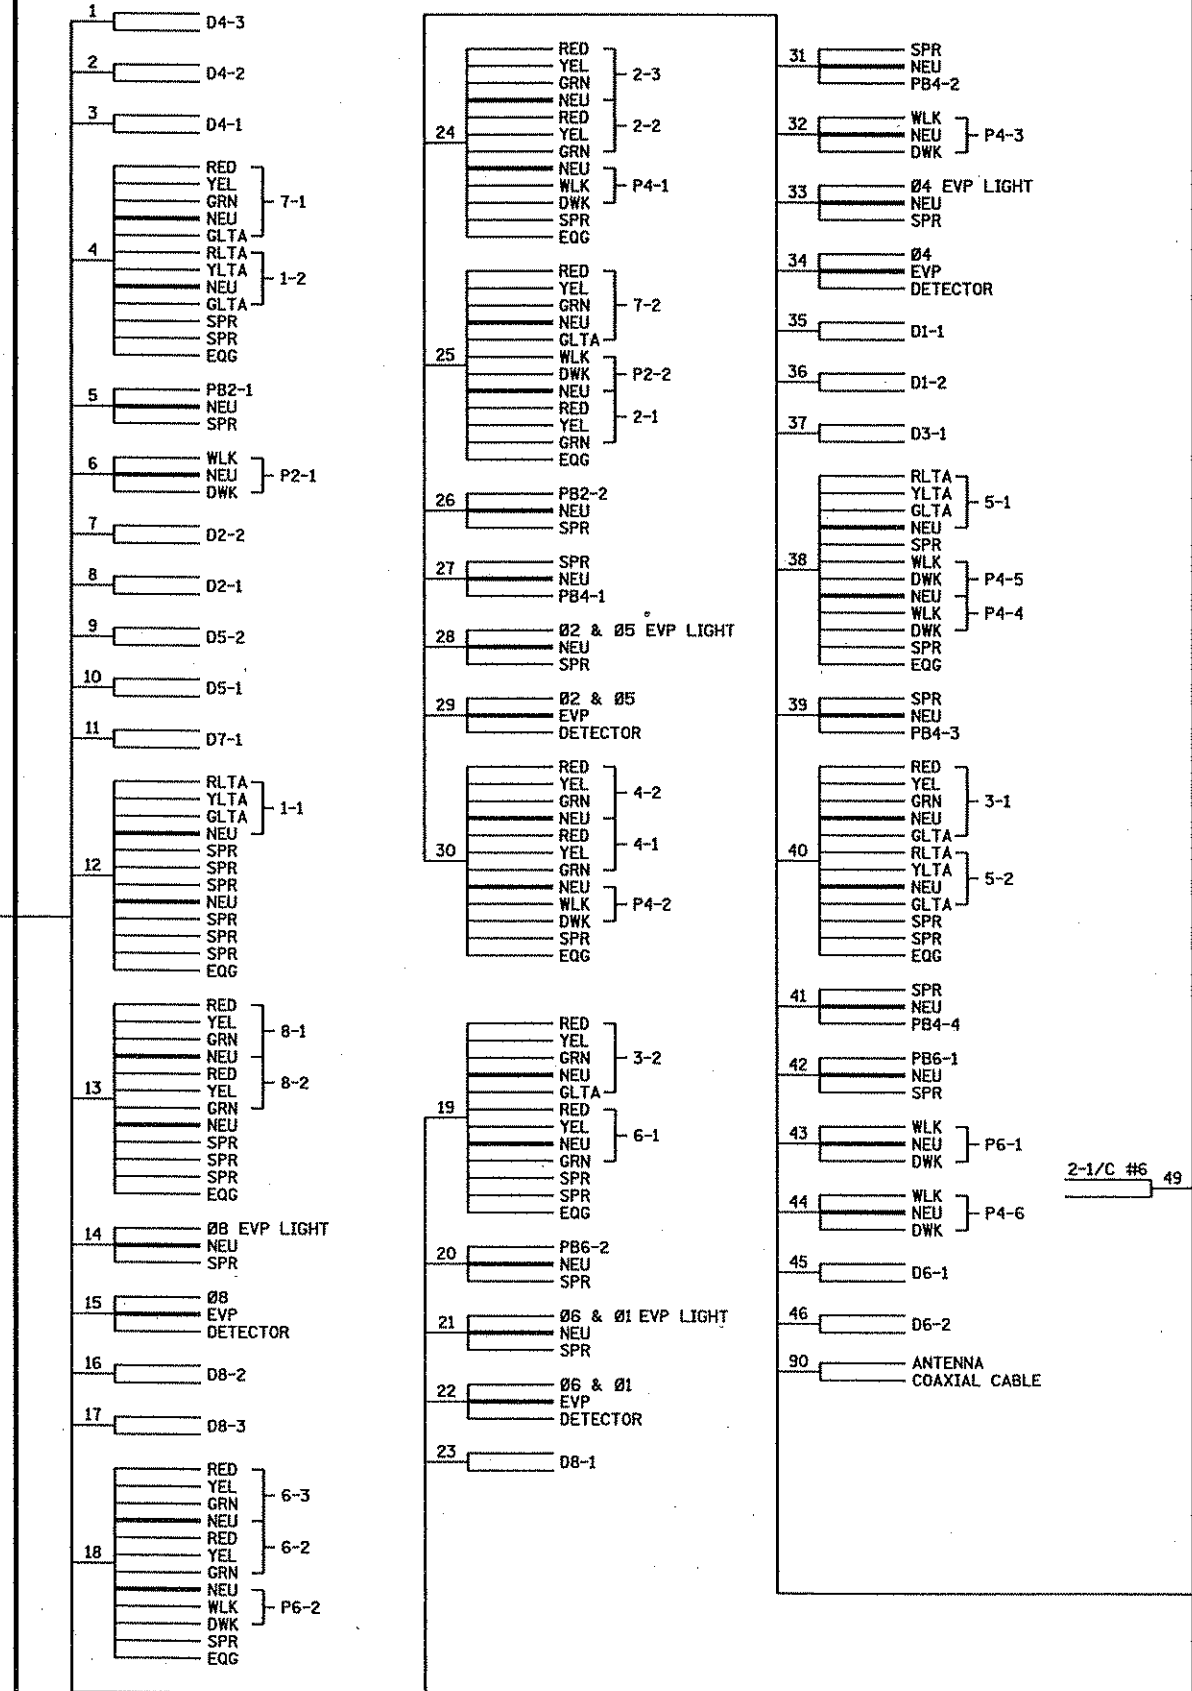 1
D4-3
2
D4-2
3
D4-1
4
RED
YEL
GRN
NEU
GLTA
7-1
RLTA
YLTA
NEU
GLTA
1-2
SPR
SPR
EQG
5
PB2-1
NEU
SPR
6
WLK
NEU
DWK
P2-1
7
D2-2
8
D2-1
9
D5-2
10
D5-1
11
D7-1
12
RLTA
YLTA
GLTA
NEU
1-1
SPR
SPR
SPR
NEU
SPR
SPR
SPR
EQG
13
RED
YEL
GRN
NEU
8-1
RED
YEL
GRN
8-2
NEU
SPR
SPR
SPR
EQG
14
Ø8 EVP LIGHT
NEU
SPR
15
Ø8
EVP
DETECTOR
16
D8-2
17
D8-3
18
RED
YEL
GRN
NEU
6-3
RED
YEL
GRN
6-2
NEU
WLK
DWK
P6-2
SPR
EQG
24
RED
YEL
GRN
NEU
2-3
RED
YEL
GRN
2-2
NEU
WLK
DWK
P4-1
SPR
EQG
25
RED
YEL
GRN
NEU
GLTA
7-2
WLK
DWK
NEU
P2-2
RED
YEL
GRN
2-1
EQG
26
PB2-2
NEU
SPR
27
SPR
NEU
PB4-1
28
Ø2 & Ø5 EVP LIGHT
NEU
SPR
29
Ø2 & Ø5
EVP
DETECTOR
30
RED
YEL
GRN
NEU
4-2
RED
YEL
GRN
4-1
NEU
WLK
DWK
P4-2
SPR
EQG
19
RED
YEL
GRN
NEU
GLTA
3-2
RED
YEL
NEU
GRN
6-1
SPR
SPR
EQG
20
PB6-2
NEU
SPR
21
Ø6 & Ø1 EVP LIGHT
NEU
SPR
22
Ø6 & Ø1
EVP
DETECTOR
23
D8-1
31
SPR
NEU
PB4-2
32
WLK
NEU
DWK
P4-3
33
Ø4 EVP LIGHT
NEU
SPR
34
Ø4
EVP
DETECTOR
35
D1-1
36
D1-2
37
D3-1
38
RLTA
YLTA
GLTA
NEU
5-1
SPR
WLK
DWK
NEU
P4-5
WLK
DWK
P4-4
SPR
EQG
39
SPR
NEU
PB4-3
40
RED
YEL
GRN
NEU
GLTA
3-1
RLTA
YLTA
NEU
GLTA
5-2
SPR
SPR
EQG
41
SPR
NEU
PB4-4
42
PB6-1
NEU
SPR
43
WLK
NEU
DWK
P6-1
44
WLK
NEU
DWK
P4-6
45
D6-1
46
D6-2
90
ANTENNA
COAXIAL CABLE
2-1/C #6
49